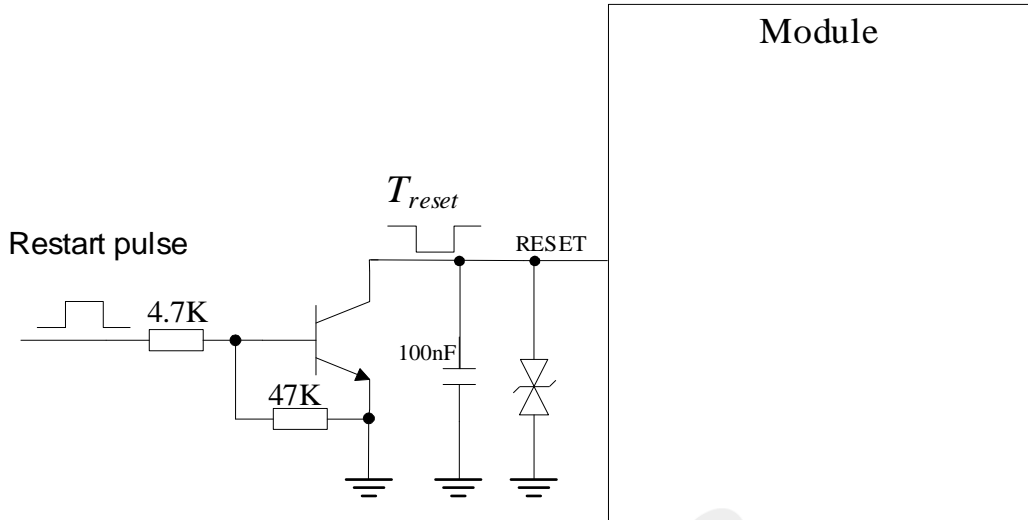 Module
T_reset
Restart pulse
RESET
4.7K
100nF
47K